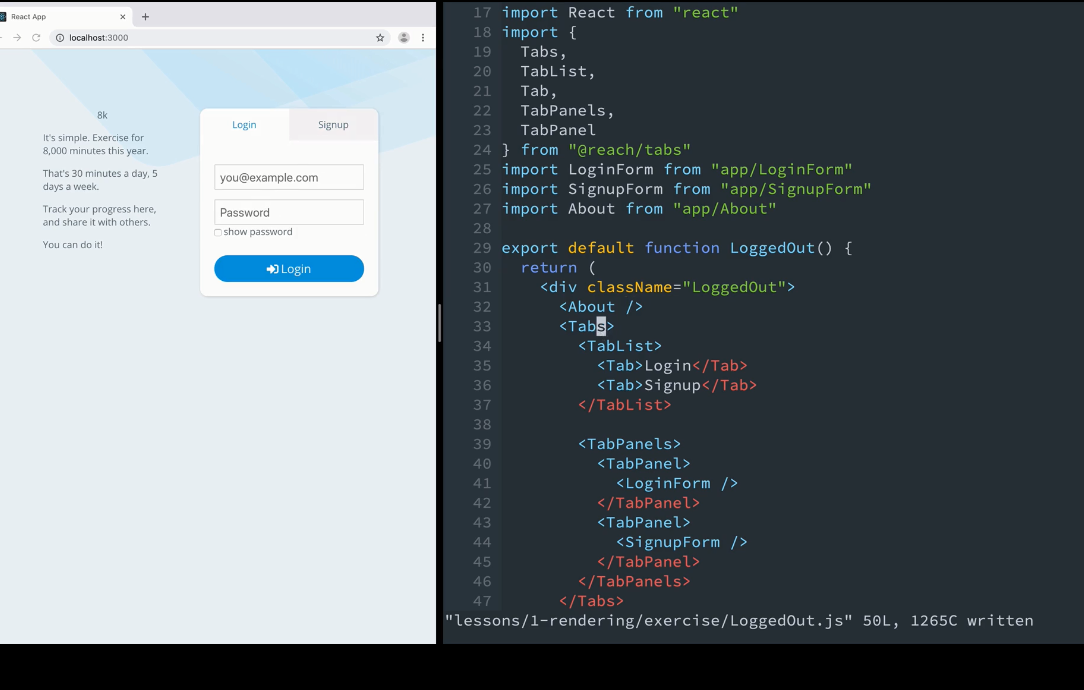 React App
localhost:3000
8k
It's simple. Exercise for
8,000 minutes this year.
That's 30 minutes a day, 5
days a week.
Track your progress here,
and share it with others.
You can do it!
Login Signup
you@example.com
Password
show password
Login
17 import React from "react"
18 import {
19 Tabs,
20 TabList,
21 Tab,
22 TabPanels,
23 TabPanel
24 } from "@reach/tabs"
25 import LoginForm from "app/LoginForm"
26 import SignupForm from "app/SignupForm"
27 import About from "app/About"
28
29 export default function LoggedOut() {
30 return (
31 <div className="LoggedOut">
32 <About />
33 <Tabs>
34 <TabList>
35 <Tab>Login</Tab>
36 <Tab>Signup</Tab>
37 </TabList>
38
39 <TabPanels>
40 <TabPanel>
41 <LoginForm />
42 </TabPanel>
43 <TabPanel>
44 <SignupForm />
45 </TabPanel>
46 </TabPanels>
47 </Tabs>
"lessons/1-rendering/exercise/LoggedOut.js" 50L, 1265C written